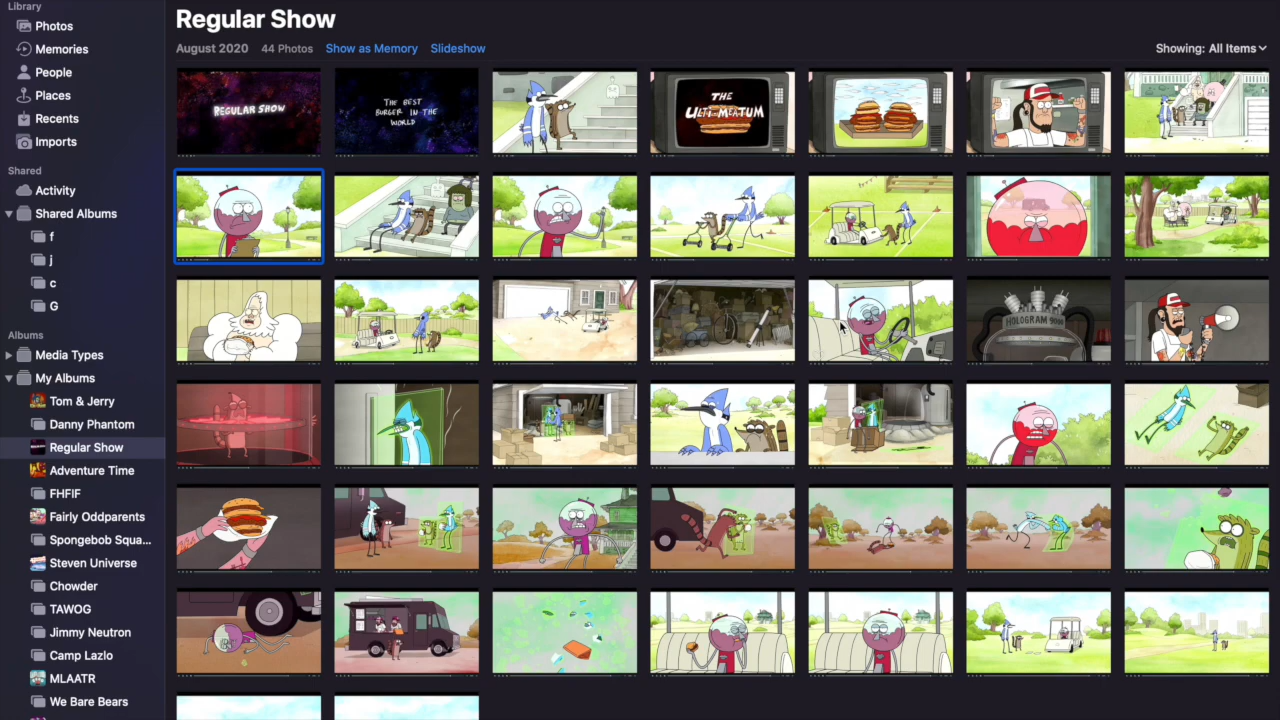 Library
Photos
Memories
People
Places
Recents
Imports
Shared
Activity
Shared Albums
f
j
c
G
Albums
Media Types
My Albums
Tom & Jerry
Danny Phantom
Regular Show
Adventure Time
FHFIF
Fairly Oddparents
Spongebob Squa...
Steven Universe
Chowder
TAWOG
Jimmy Neutron
Camp Lazlo
MLAATR
We Bare Bears
Regular Show
August 2020 44 Photos Show as Memory Slideshow
Showing: All Items
REGULAR SHOW
THE BEST
BURGER IN THE
WORLD
THE
ULTI-MEATUM
HOLOGRAM 9000